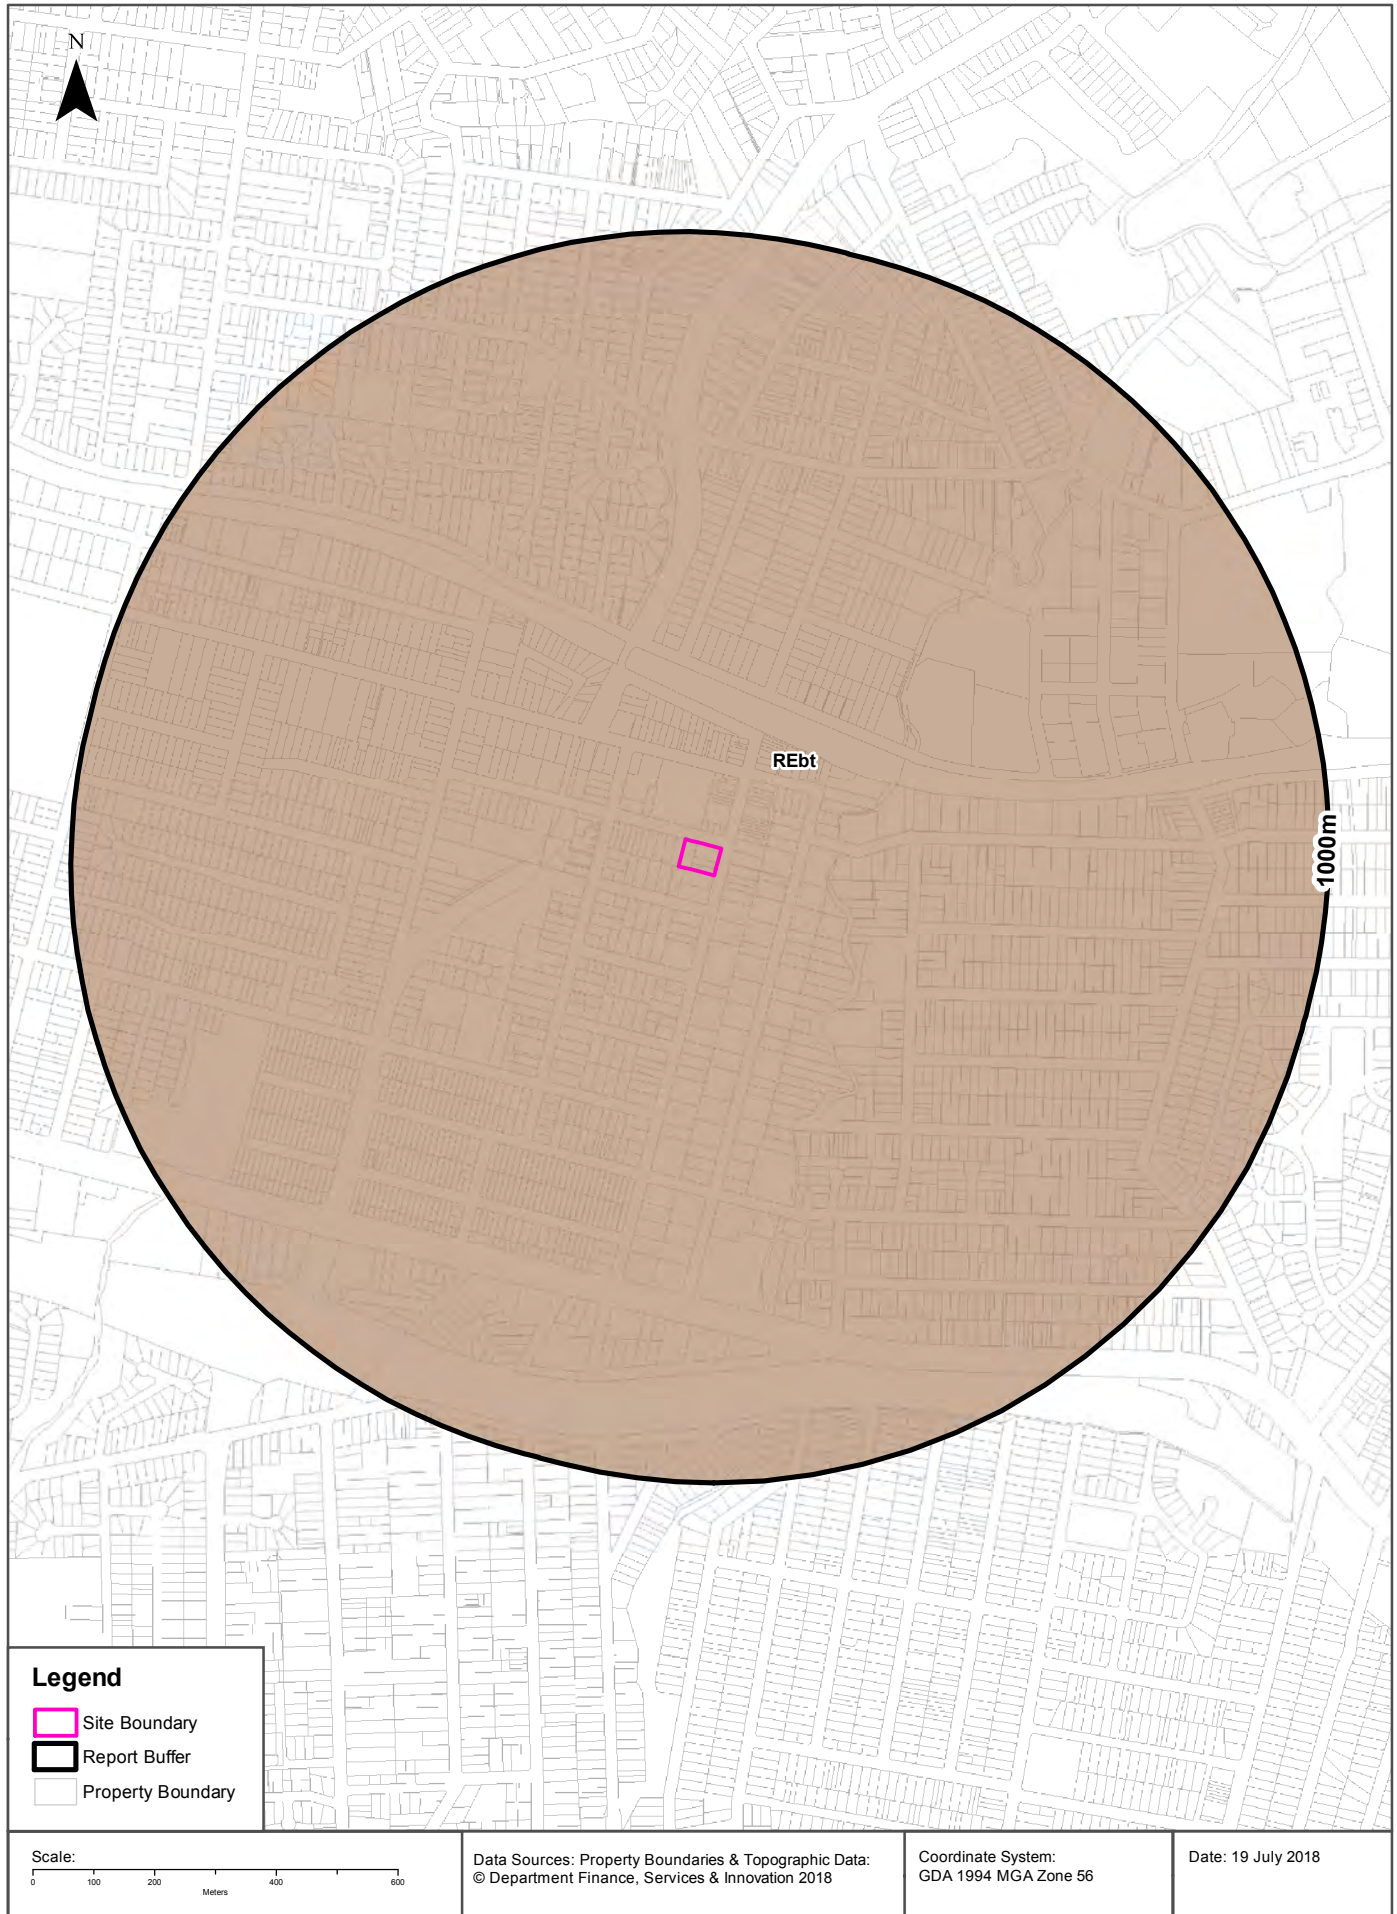 N
REbt
1000m
Legend
Site Boundary
Report Buffer
Property Boundary
Scale:
0 100 200 400 600
Meters
Data Sources: Property Boundaries & Topographic Data:
© Department Finance, Services & Innovation 2018
Coordinate System:
GDA 1994 MGA Zone 56
Date: 19 July 2018